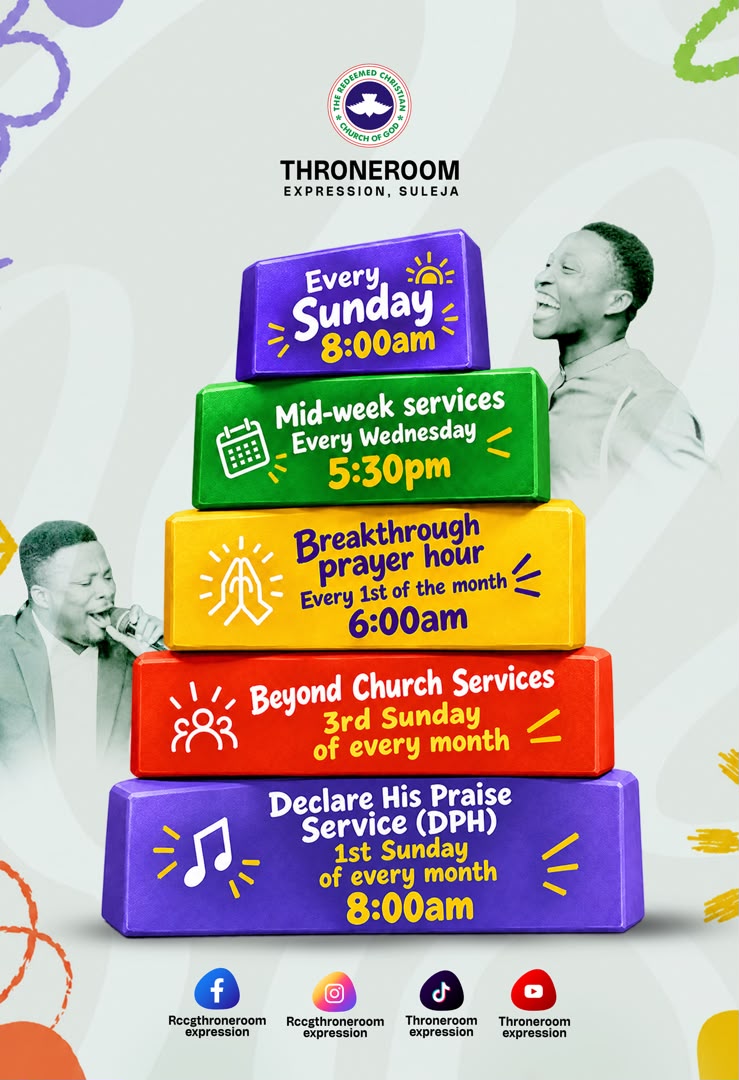 THE REDEEMED CHRISTIAN
CHURCH OF GOD
THRONEROOM
EXPRESSION, SULEJA
Every
Sunday
8:00am
Mid-week services
Every Wednesday
5:30pm
Breakthrough
prayer hour
Every 1st of the month
6:00am
Beyond Church Services
3rd Sunday
of every month
Declare His Praise
Service (DPH)
1st Sunday
of every month
8:00am
Rccgthroneroom
expression
Rccgthroneroom
expression
Throneroom
expression
Throneroom
expression